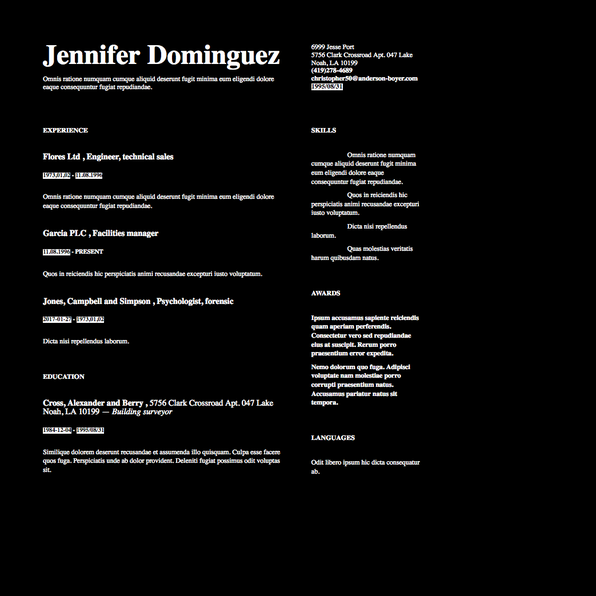 Jennifer Dominguez
Omnis ratione numquam cumque aliquid deserunt fugit minima eum eligendi dolore
eaque consequuntur fugiat repudiandae.
6999 Jesse Port
5756 Clark Crossroad Apt. 047 Lake
Noah, LA 10199
(419)278-4689
christopher50@anderson-boyer.com
1995/08/31
EXPERIENCE
Flores Ltd , Engineer, technical sales
1973.01.02 - 11.08.1996
Omnis ratione numquam cumque aliquid deserunt fugit minima eum eligendi dolore
eaque consequuntur fugiat repudiandae.
Garcia PLC , Facilities manager
11.08.1996 - PRESENT
Quos in reiciendis hic perspiciatis animi recusandae excepturi iusto voluptatum.
Jones, Campbell and Simpson , Psychologist, forensic
2017-01-21 - 1973.01.02
Dicta nisi repellendus laborum.
EDUCATION
Cross, Alexander and Berry , 5756 Clark Crossroad Apt. 047 Lake
Noah, LA 10199 — Building surveyor
1984-12-04 - 1995/08/31
Similique dolorem deserunt recusandae et assumenda illo quisquam. Culpa esse facere
quos fuga. Perspiciatis unde ab dolor provident. Deleniti fugiat possimus odit voluptas
sit.
SKILLS
Omnis ratione numquam
cumque aliquid deserunt fugit minima
eum eligendi dolore eaque
consequuntur fugiat repudiandae.
Quos in reiciendis hic
perspiciatis animi recusandae excepturi
iusto voluptatum.
Dicta nisi repellendus
laborum.
Quas molestias veritatis
harum quibusdam natus.
AWARDS
Ipsum accusamus sapiente reiciendis
quam aperiam perferendis.
Consectetur vero sed repudiandae
eius at suscipit. Rerum porro
praesentium error expedita.
Nemo dolorum quo fuga. Adipisci
voluptate nam molestiae porro
corrupti praesentium natus.
Accusamus pariatur natus sit
tempora.
LANGUAGES
Odit libero ipsum hic dicta consequatur
ab.